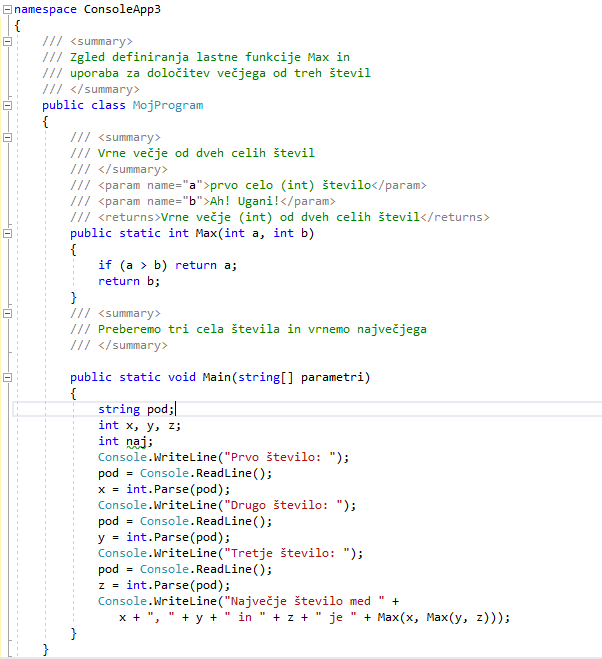 namespace ConsoleApp3
{
/// <summary>
/// Zgled definiranja lastne funkcije Max in
/// uporaba za določitev večjega od treh števil
/// </summary>
public class MojProgram
{
/// <summary>
/// Vrne večje od dveh celih števil
/// </summary>
/// <param name="a">prvo celo (int) število</param>
/// <param name="b">Ah! Ugani!</param>
/// <returns>Vrne večje (int) od dveh celih števil</returns>
public static int Max(int a, int b)
{
if (a > b) return a;
return b;
}
/// <summary>
/// Preberemo tri cela števila in vrnemo največjega
/// </summary>
public static void Main(string[] parametri)
{
string pod;
int x, y, z;
int naj;
Console.WriteLine("Prvo število: ");
pod = Console.ReadLine();
x = int.Parse(pod);
Console.WriteLine("Drugo število: ");
pod = Console.ReadLine();
y = int.Parse(pod);
Console.WriteLine("Tretje število: ");
pod = Console.ReadLine();
z = int.Parse(pod);
Console.WriteLine("Največje število med " +
x + ", " + y + " in " + z + " je " + Max(x, Max(y, z)));
}
}